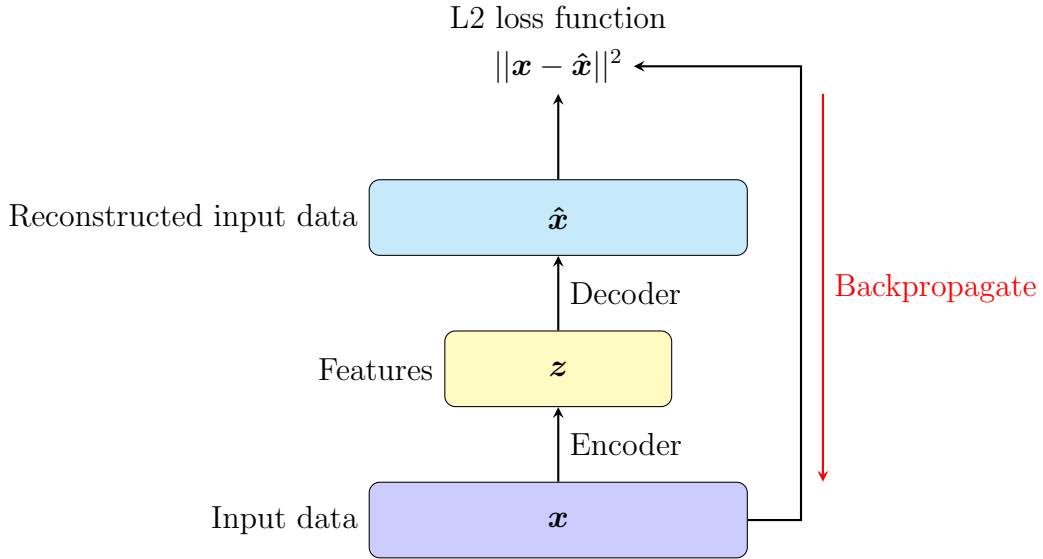 L2 loss function
||x − x̂||²
Reconstructed input data
x̂
Decoder
Backpropagate
Features
z
Encoder
Input data
x